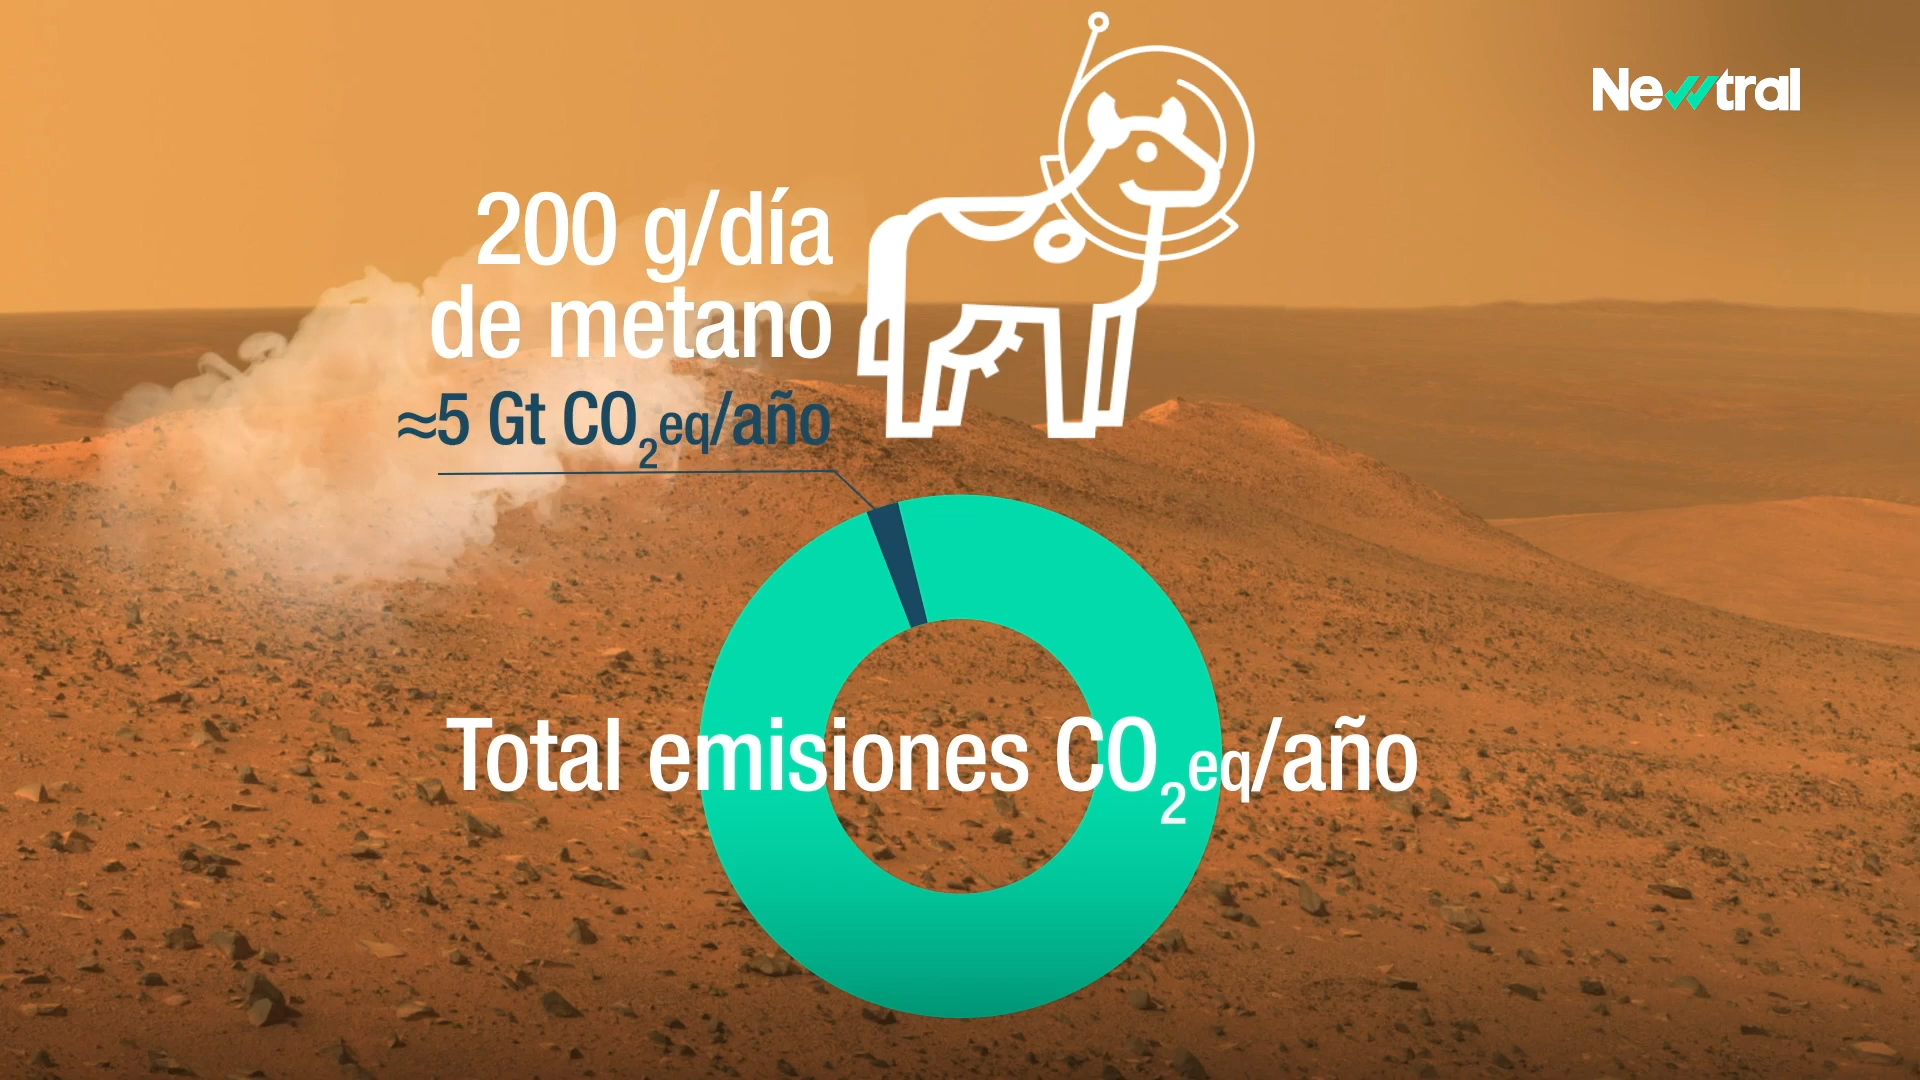 Newtral
200 g/día
de metano
≈5 Gt CO₂eq/año
Total emisiones CO₂eq/año